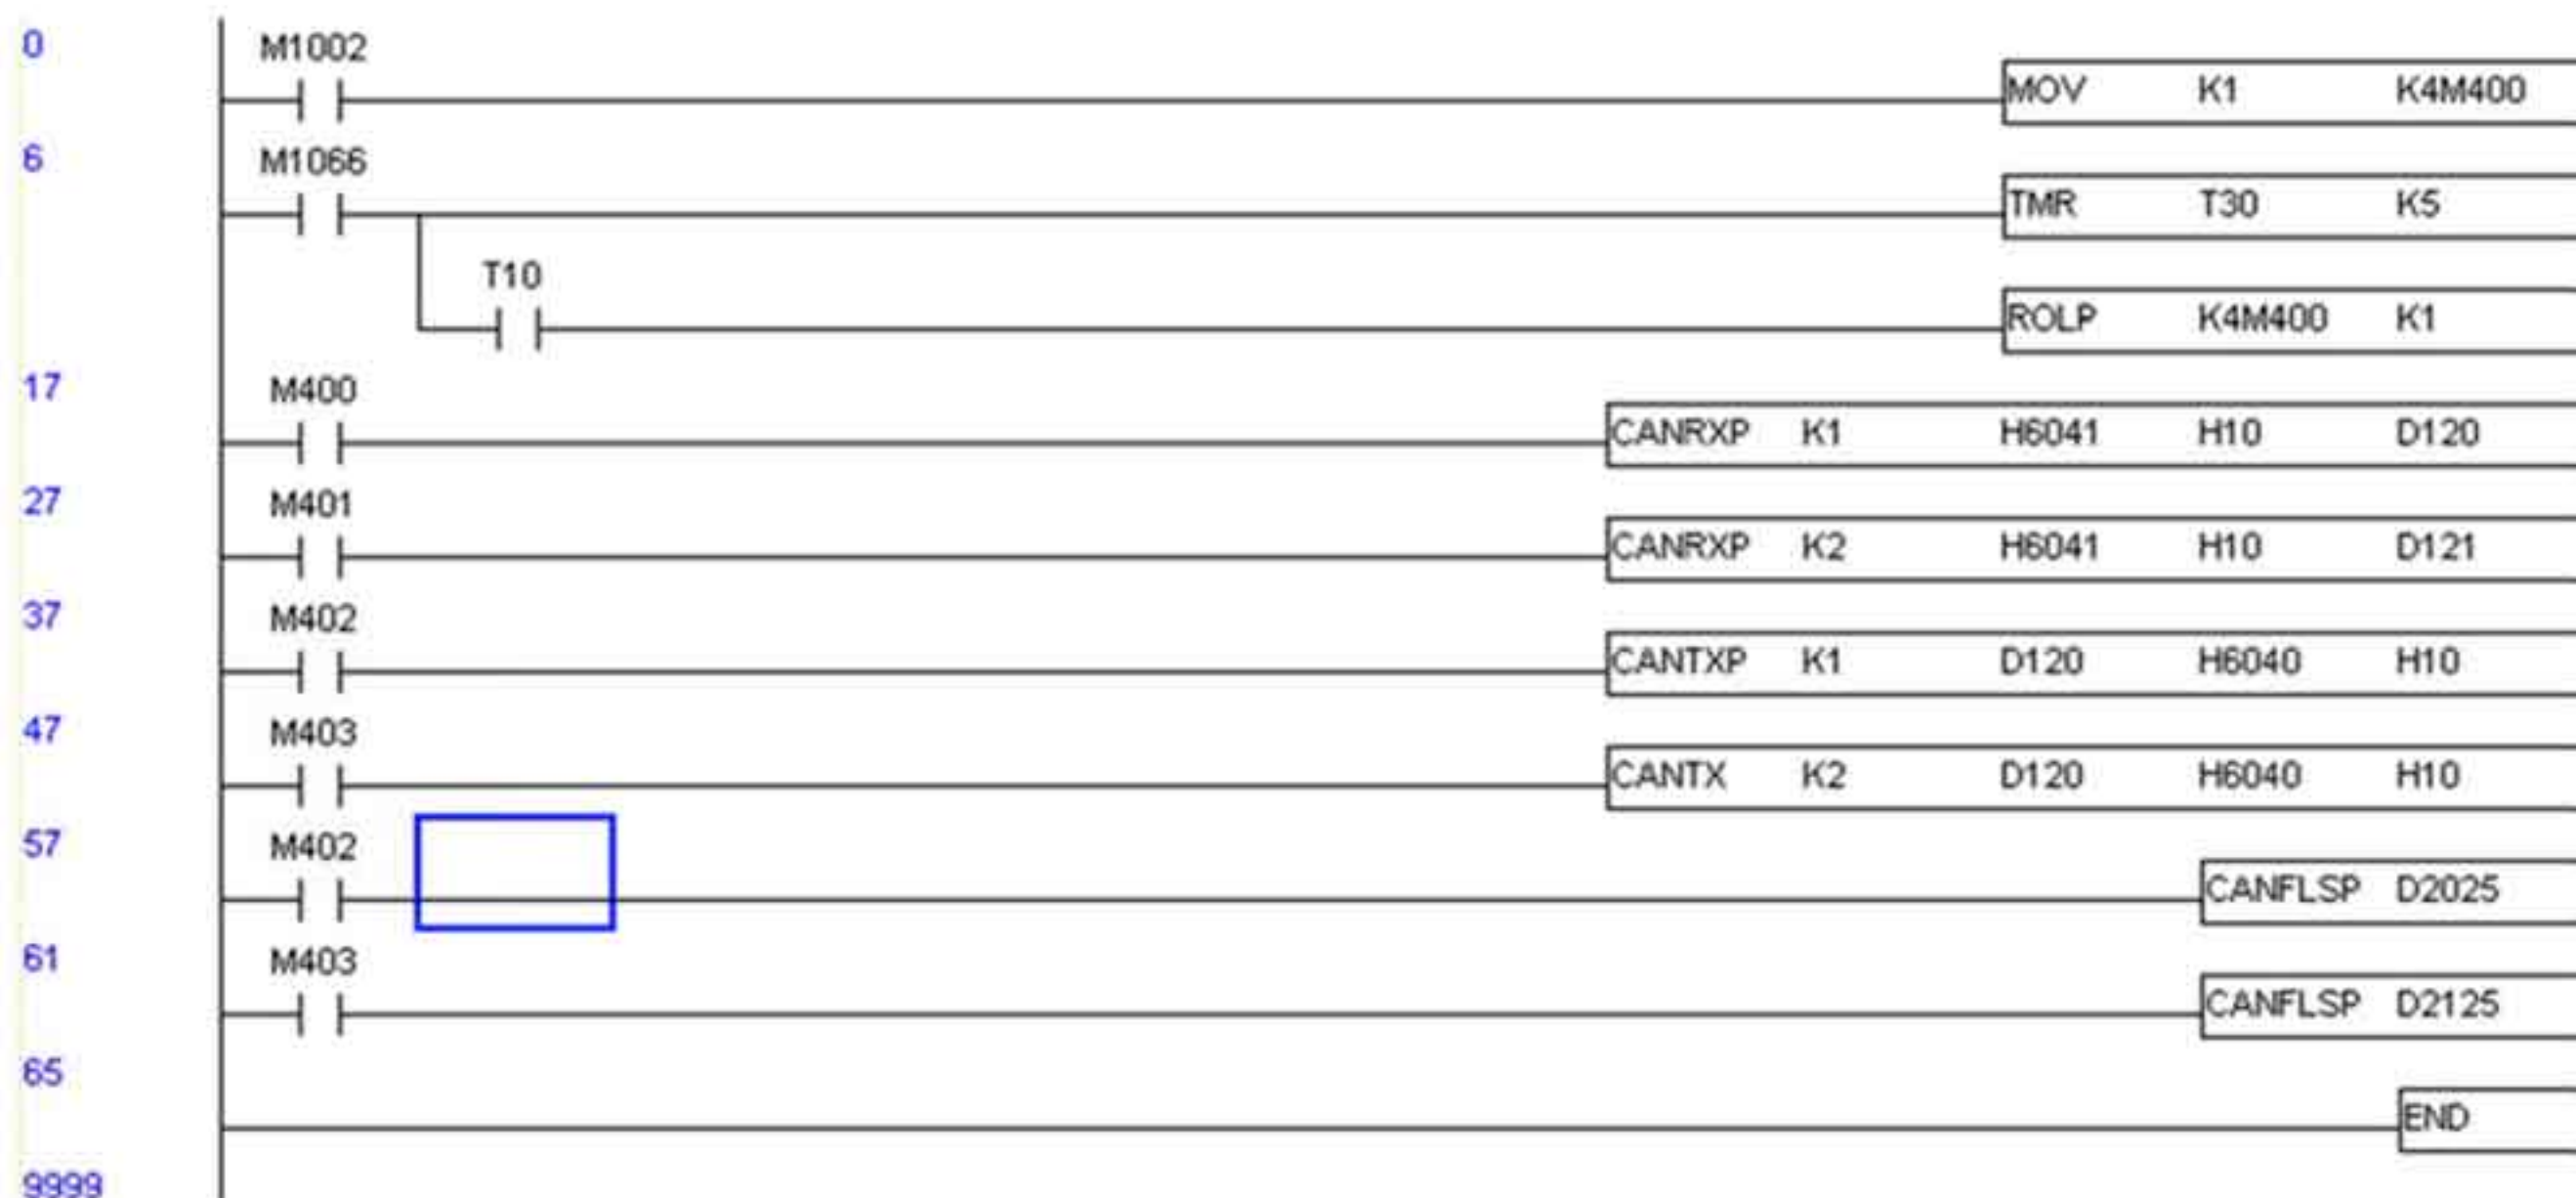 0
M1002
MOV K1 K4M400
6
M1066
TMR T30 K5
T10
ROLP K4M400 K1
17
M400
CANRXP K1 H6041 H10 D120
27
M401
CANRXP K2 H6041 H10 D121
37
M402
CANTXP K1 D120 H6040 H10
47
M403
CANTX K2 D120 H6040 H10
57
M402
CANFLSP D2025
61
M403
CANFLSP D2125
65
END
9999